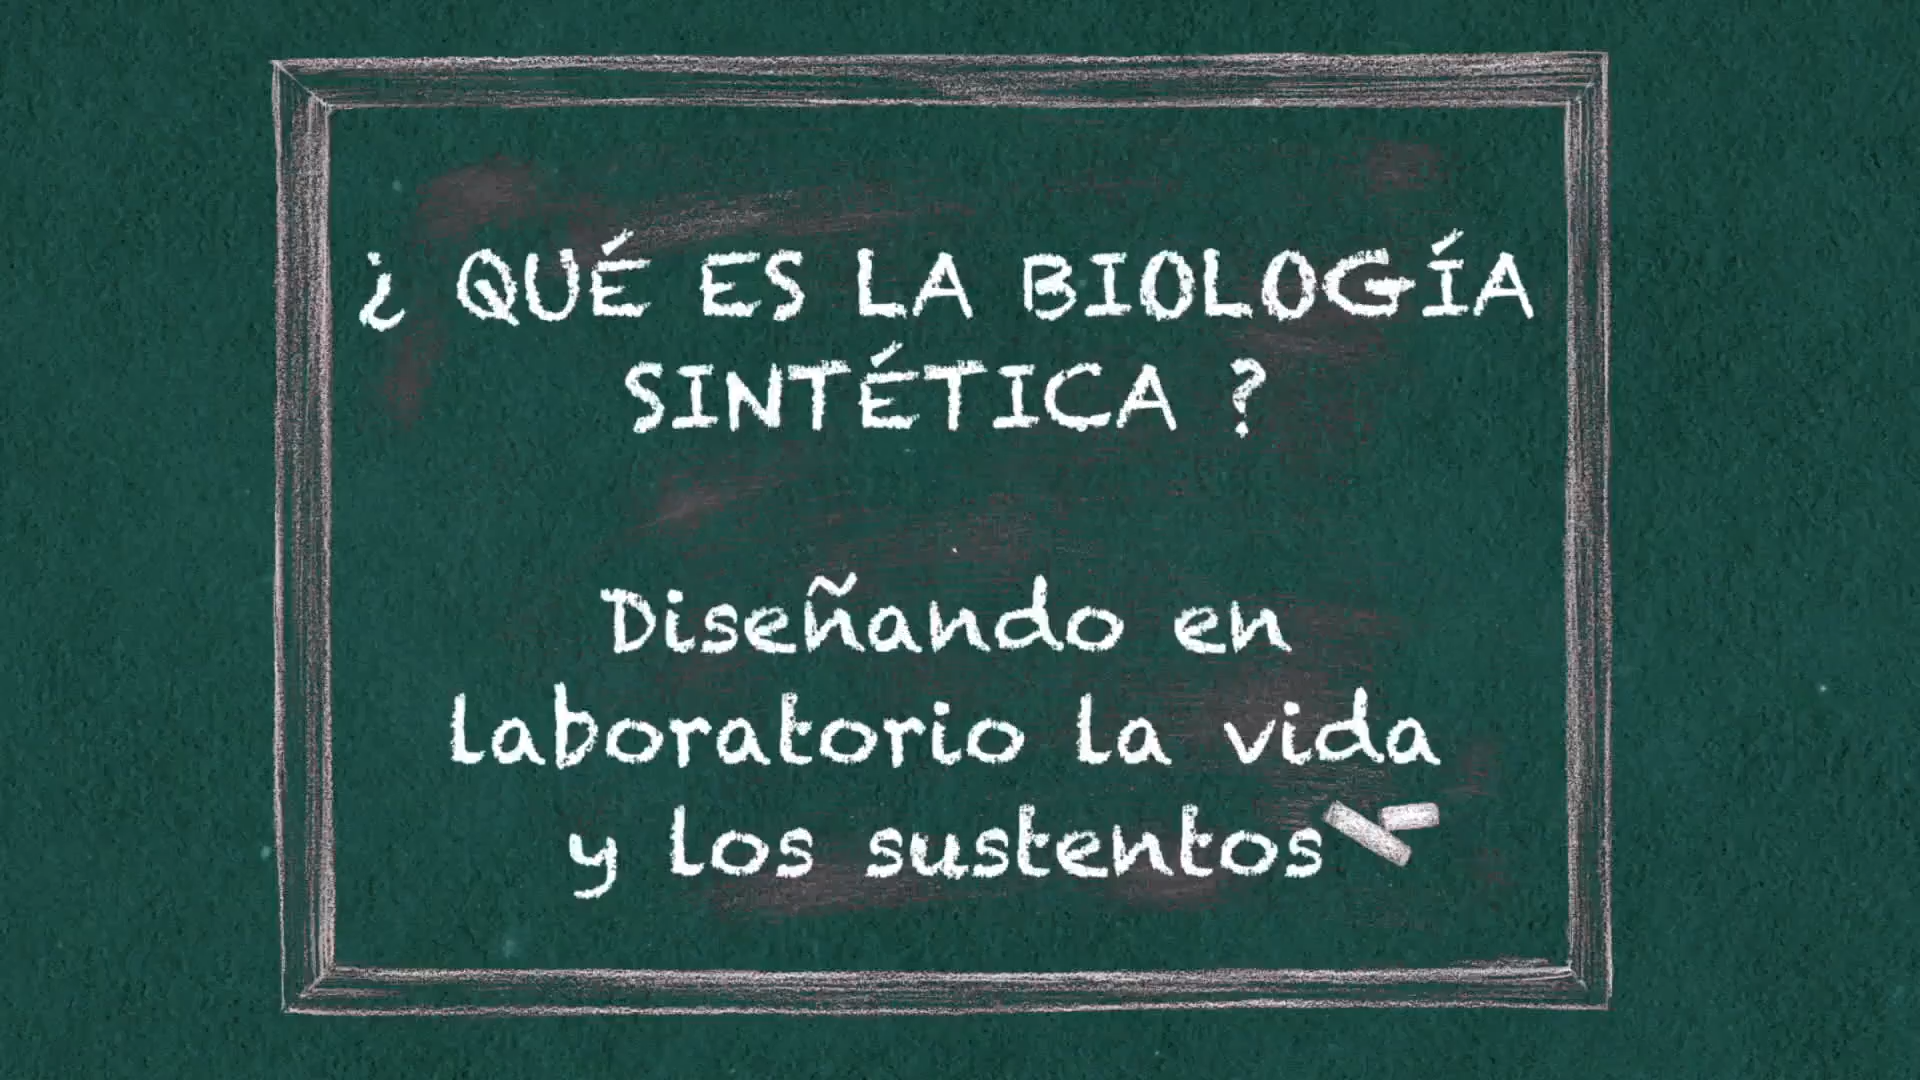 ¿ QUÉ ES LA BIOLOGÍA
SINTÉTICA ?
Diseñando en
laboratorio la vida
y los sustentos